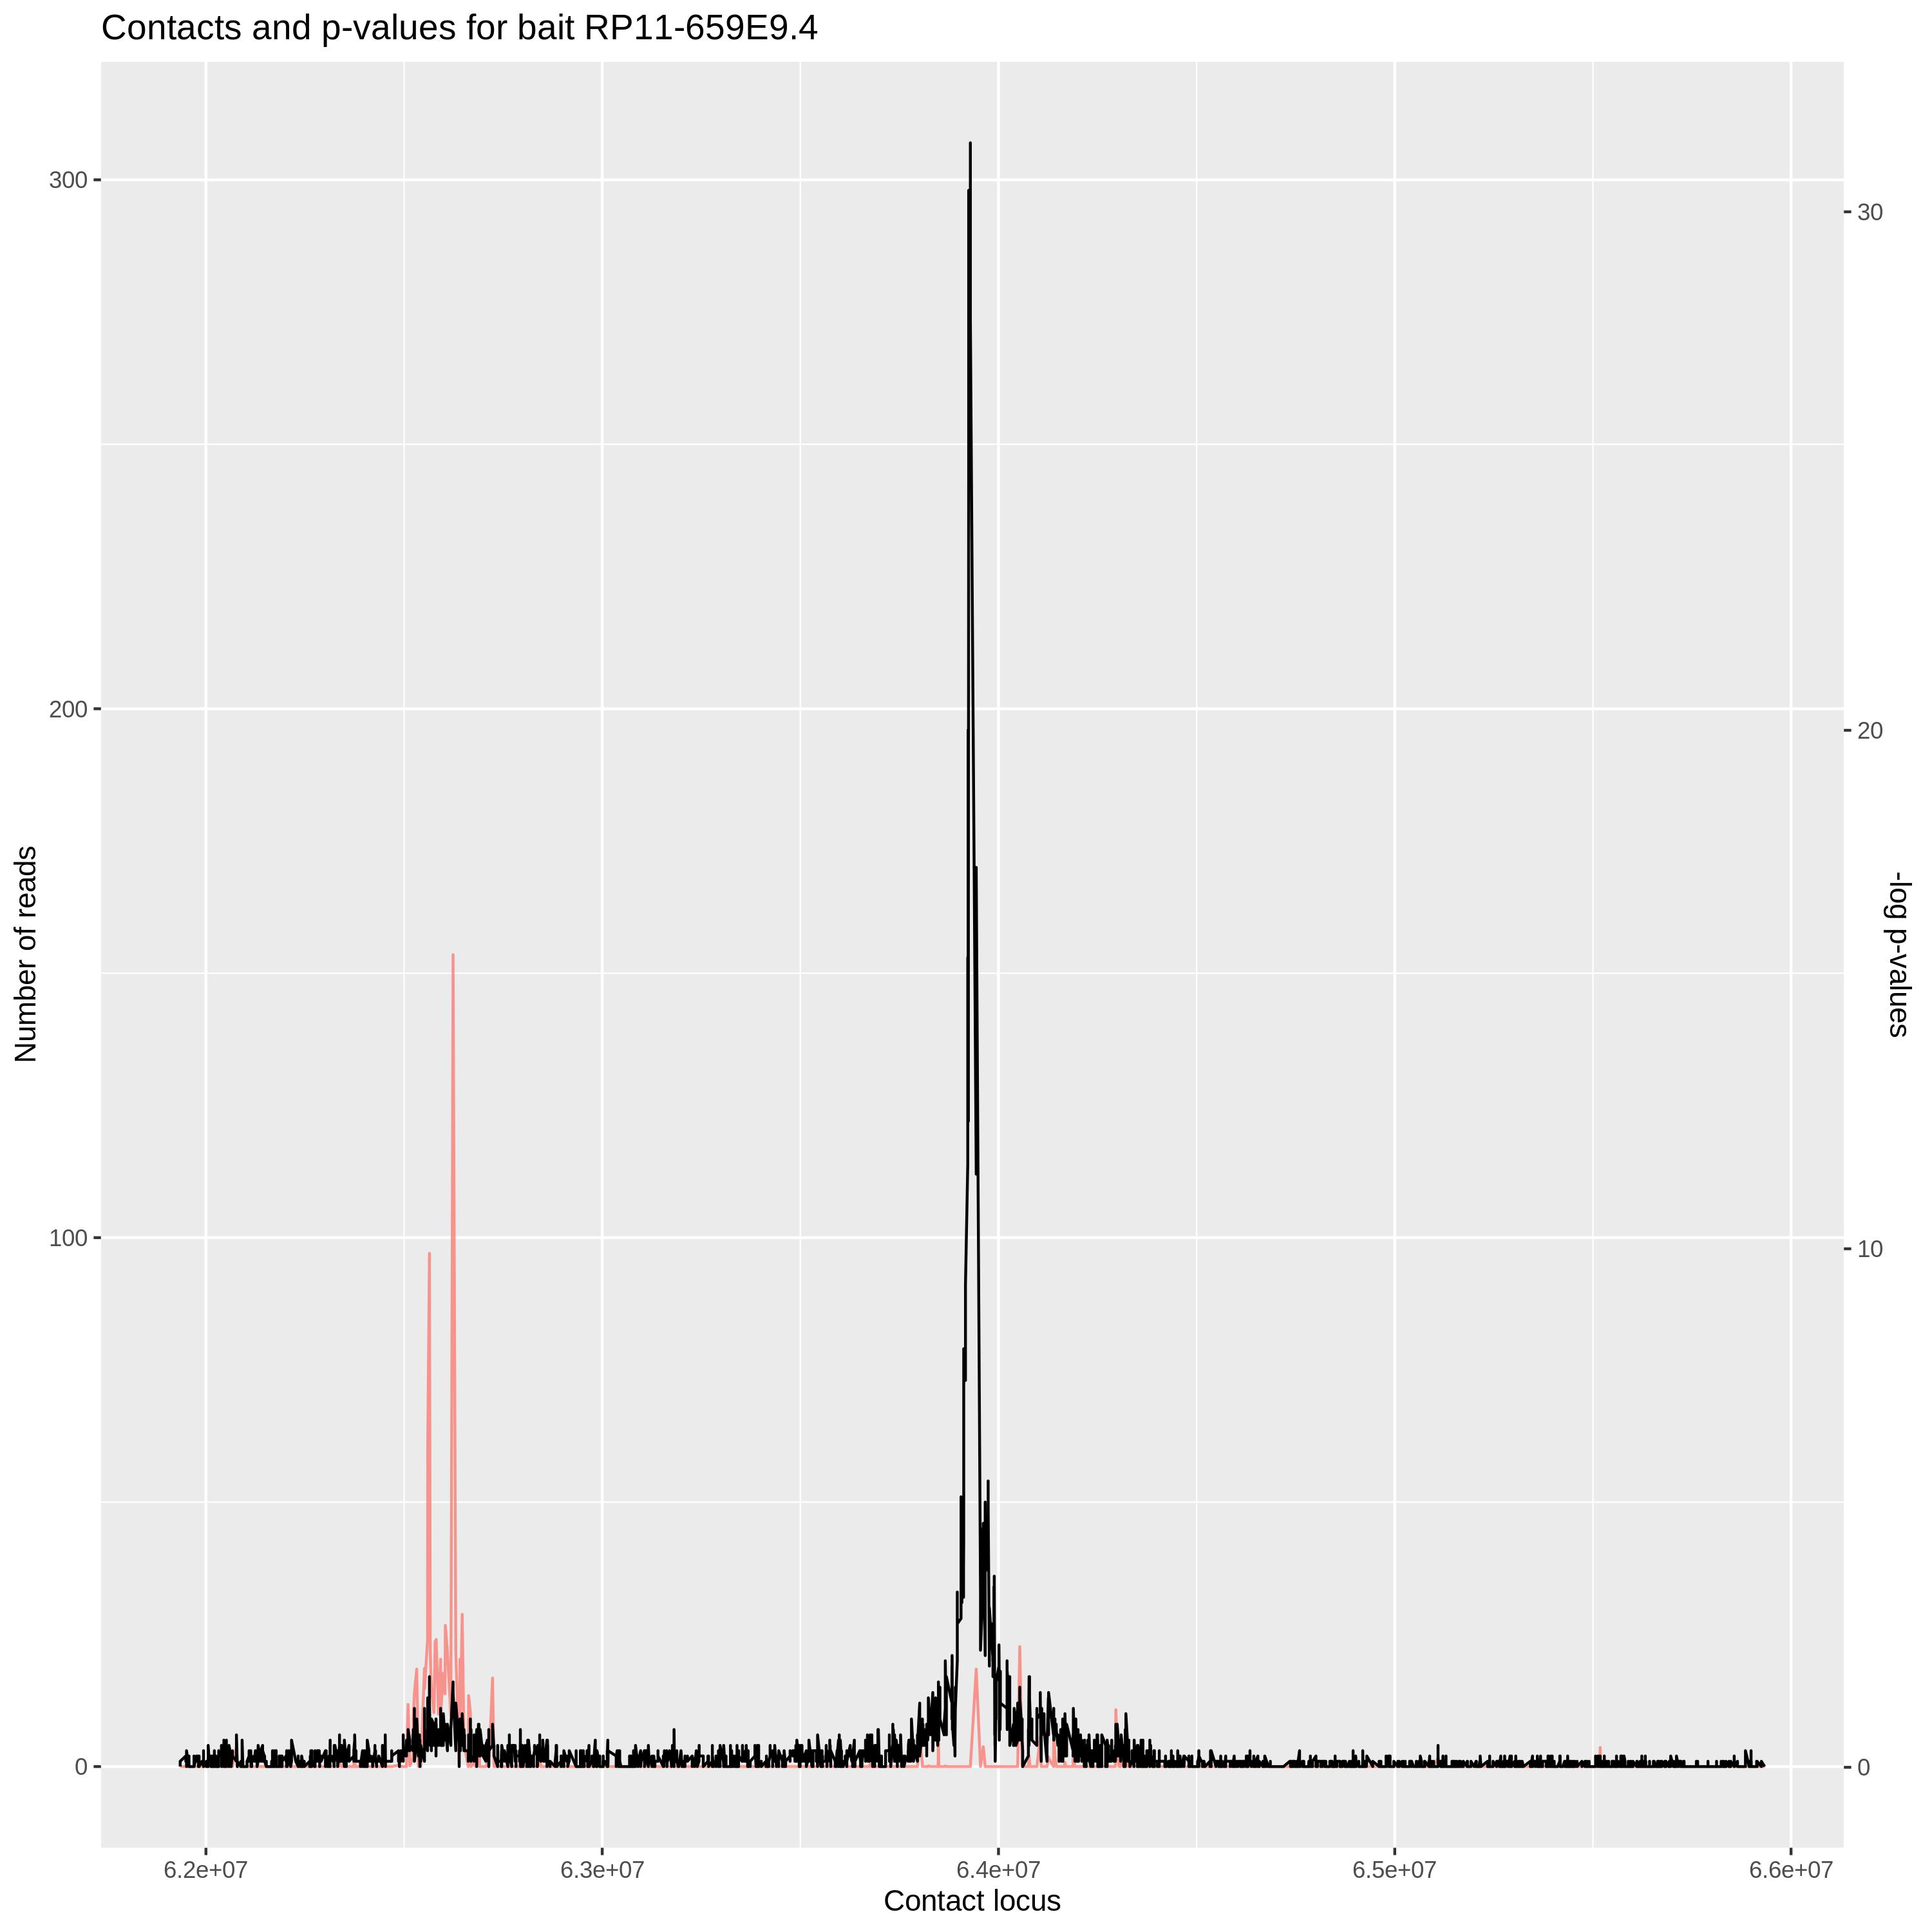 Contacts and p-values for bait RP11-659E9.4
300
200
100
0
30
20
10
0
Number of reads
-log p-values
6.2e+07 6.3e+07 6.4e+07 6.5e+07 6.6e+07
Contact locus